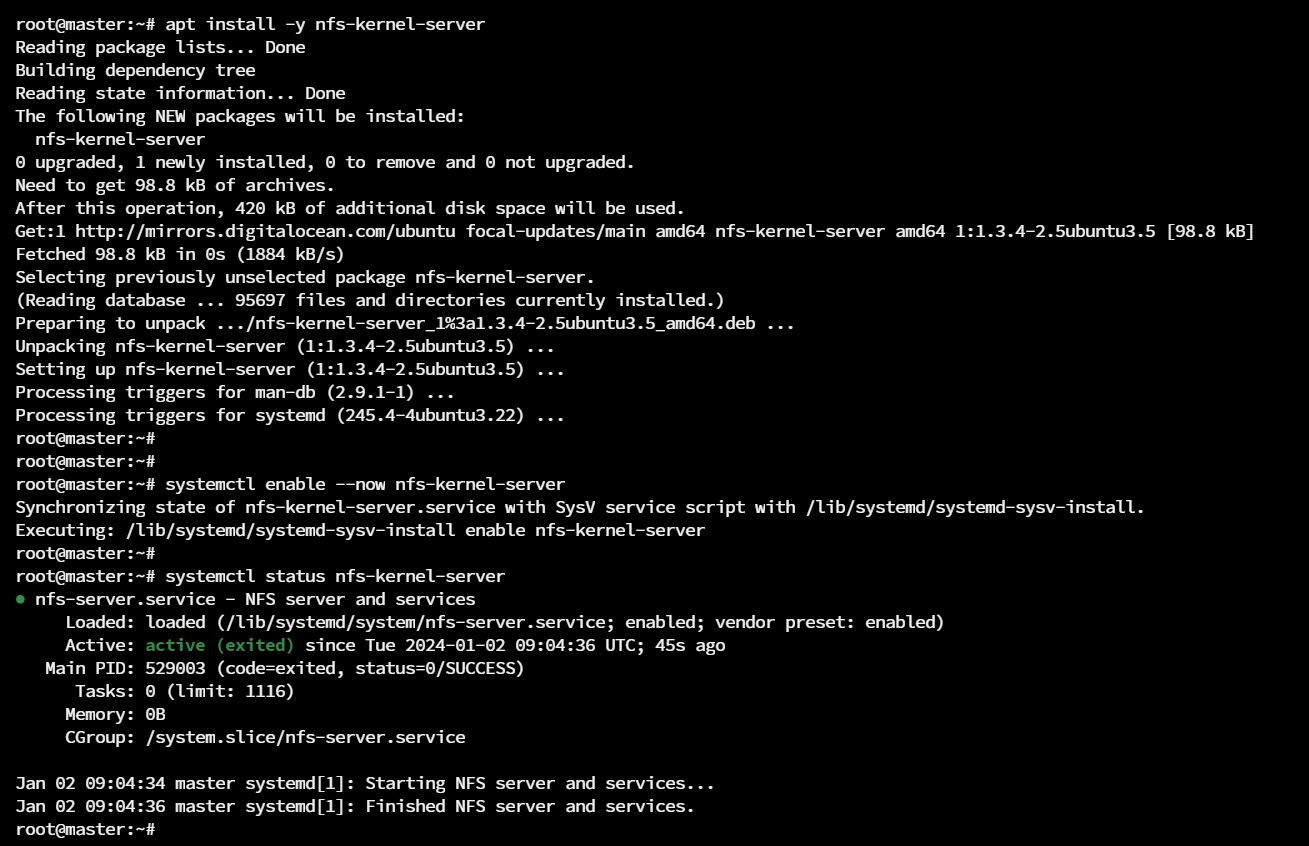 root@master:~# apt install -y nfs-kernel-server
Reading package lists... Done
Building dependency tree
Reading state information... Done
The following NEW packages will be installed:
  nfs-kernel-server
0 upgraded, 1 newly installed, 0 to remove and 0 not upgraded.
Need to get 98.8 kB of archives.
After this operation, 420 kB of additional disk space will be used.
Get:1 http://mirrors.digitalocean.com/ubuntu focal-updates/main amd64 nfs-kernel-server amd64 1:1.3.4-2.5ubuntu3.5 [98.8 kB]
Fetched 98.8 kB in 0s (1884 kB/s)
Selecting previously unselected package nfs-kernel-server.
(Reading database ... 95697 files and directories currently installed.)
Preparing to unpack .../nfs-kernel-server_1%3a1.3.4-2.5ubuntu3.5_amd64.deb ...
Unpacking nfs-kernel-server (1:1.3.4-2.5ubuntu3.5) ...
Setting up nfs-kernel-server (1:1.3.4-2.5ubuntu3.5) ...
Processing triggers for man-db (2.9.1-1) ...
Processing triggers for systemd (245.4-4ubuntu3.22) ...
root@master:~#
root@master:~#
root@master:~# systemctl enable --now nfs-kernel-server
Synchronizing state of nfs-kernel-server.service with SysV service script with /lib/systemd/systemd-sysv-install.
Executing: /lib/systemd/systemd-sysv-install enable nfs-kernel-server
root@master:~#
root@master:~# systemctl status nfs-kernel-server
● nfs-server.service - NFS server and services
     Loaded: loaded (/lib/systemd/system/nfs-server.service; enabled; vendor preset: enabled)
     Active: active (exited) since Tue 2024-01-02 09:04:36 UTC; 45s ago
   Main PID: 529003 (code=exited, status=0/SUCCESS)
      Tasks: 0 (limit: 1116)
     Memory: 0B
     CGroup: /system.slice/nfs-server.service

Jan 02 09:04:34 master systemd[1]: Starting NFS server and services...
Jan 02 09:04:36 master systemd[1]: Finished NFS server and services.
root@master:~#